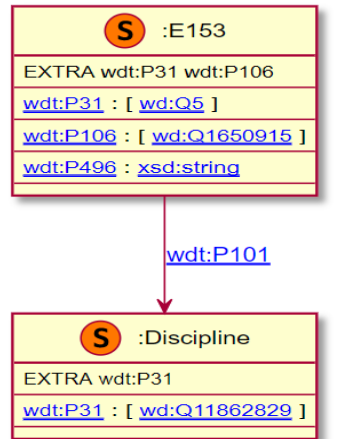 S :E153
EXTRA wdt:P31 wdt:P106
wdt:P31 : [ wd:Q5 ]
wdt:P106 : [ wd:Q1650915 ]
wdt:P496 : xsd:string
wdt:P101
S :Discipline
EXTRA wdt:P31
wdt:P31 : [ wd:Q11862829 ]